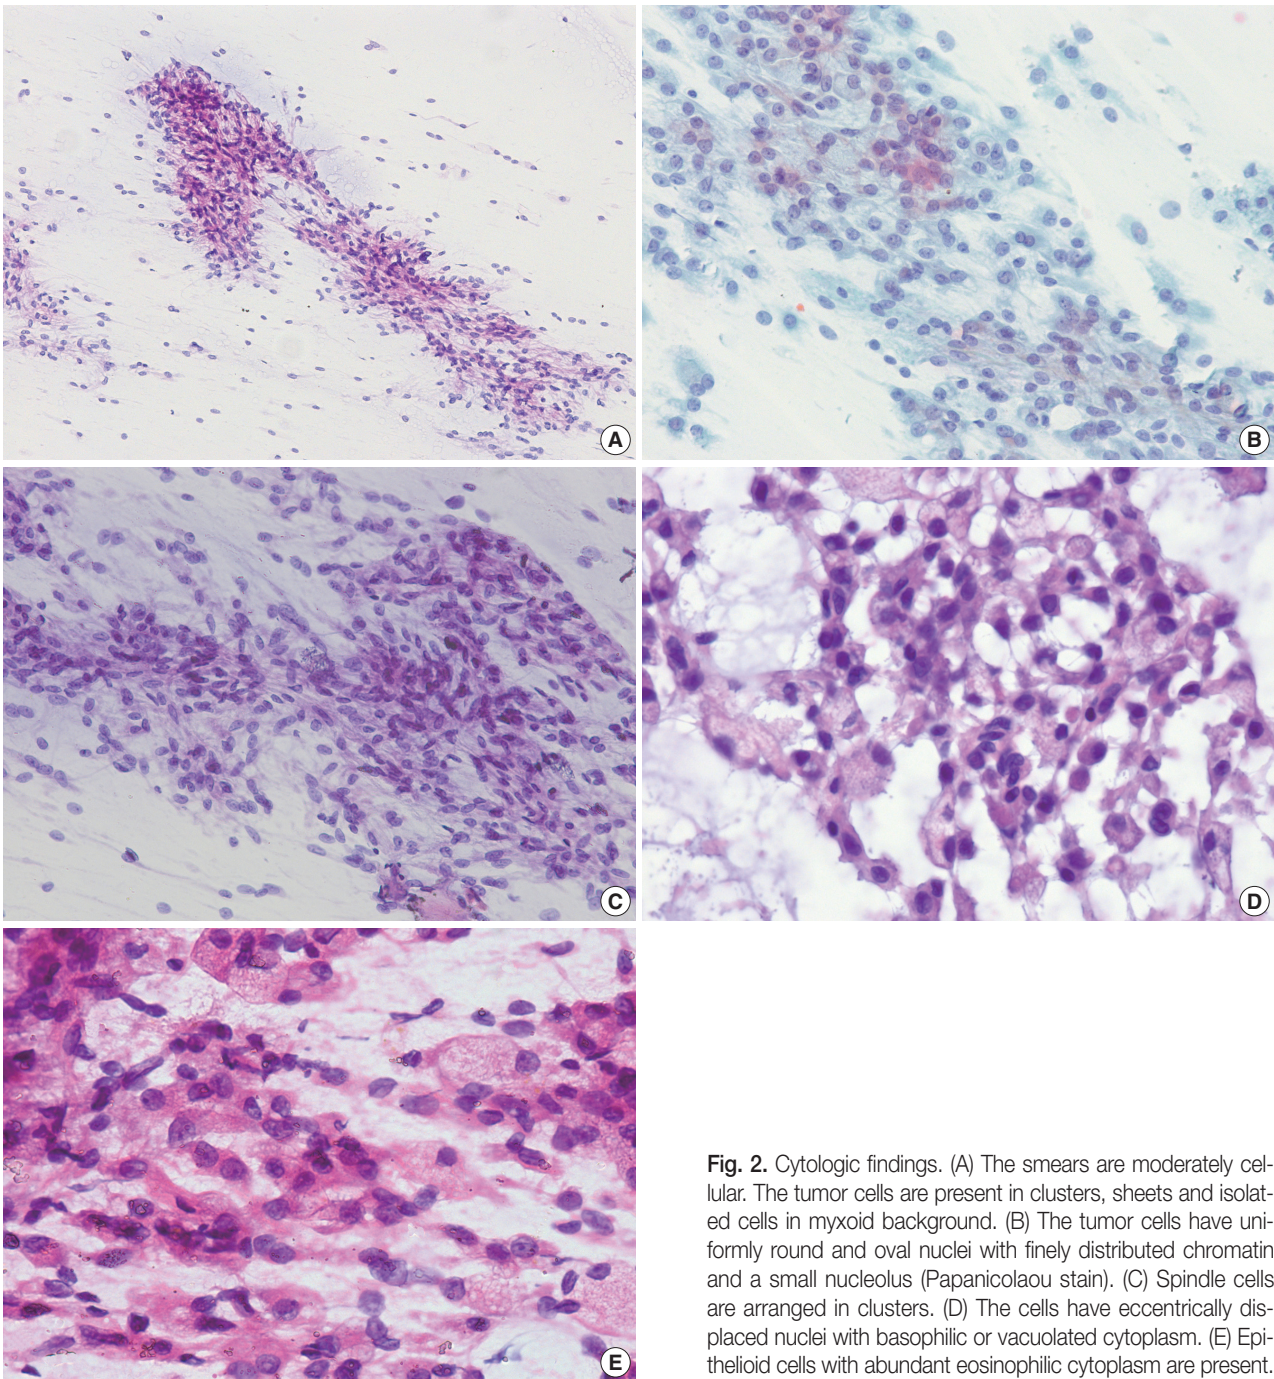 A
B
C
D
E
Fig. 2. Cytologic findings. (A) The smears are moderately cel-
lular. The tumor cells are present in clusters, sheets and isolat-
ed cells in myxoid background. (B) The tumor cells have uni-
formly round and oval nuclei with finely distributed chromatin
and a small nucleolus (Papanicolaou stain). (C) Spindle cells
are arranged in clusters. (D) The cells have eccentrically dis-
placed nuclei with basophilic or vacuolated cytoplasm. (E) Epi-
thelioid cells with abundant eosinophilic cytoplasm are present.